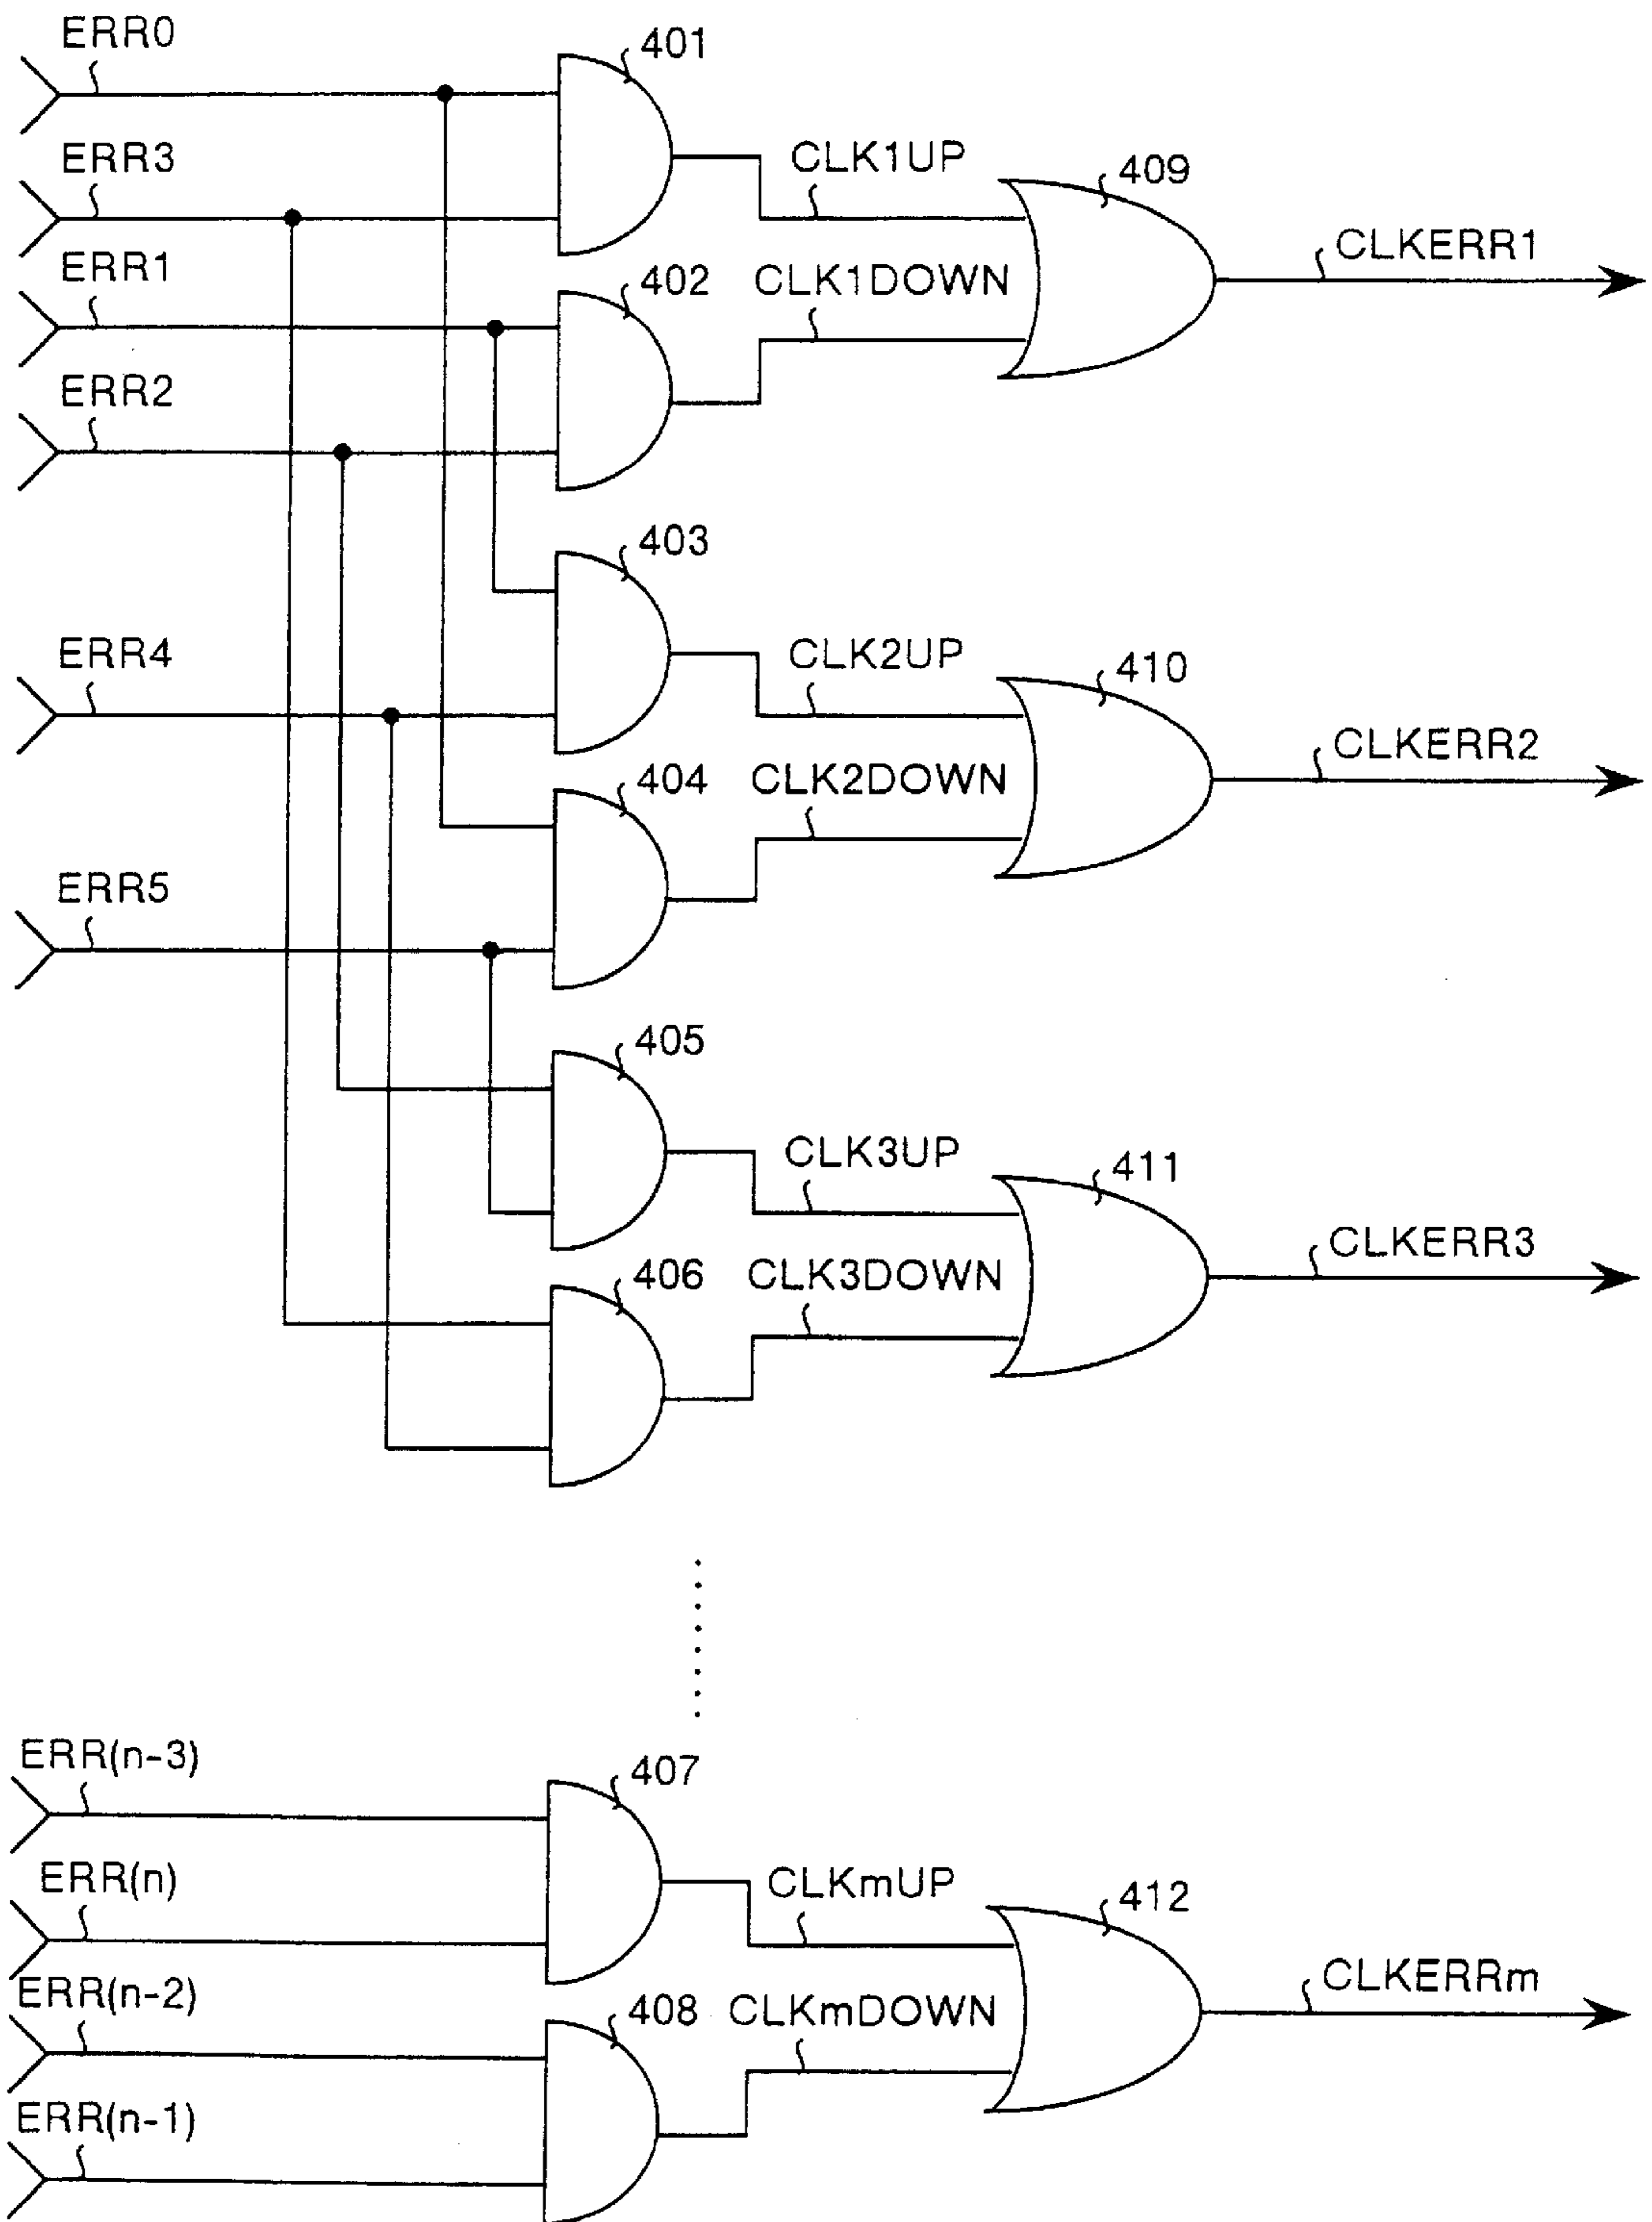 ERR0
401
ERR3
CLK1UP
409
ERR1
402
CLK1DOWN
CLKERR1
ERR2
403
ERR4
CLK2UP
410
404
CLK2DOWN
CLKERR2
ERR5
405
CLK3UP
411
406
CLK3DOWN
CLKERR3
ERR(n-3)
407
ERR(n)
CLKmUP
412
ERR(n-2)
408
CLKmDOWN
CLKERRm
ERR(n-1)